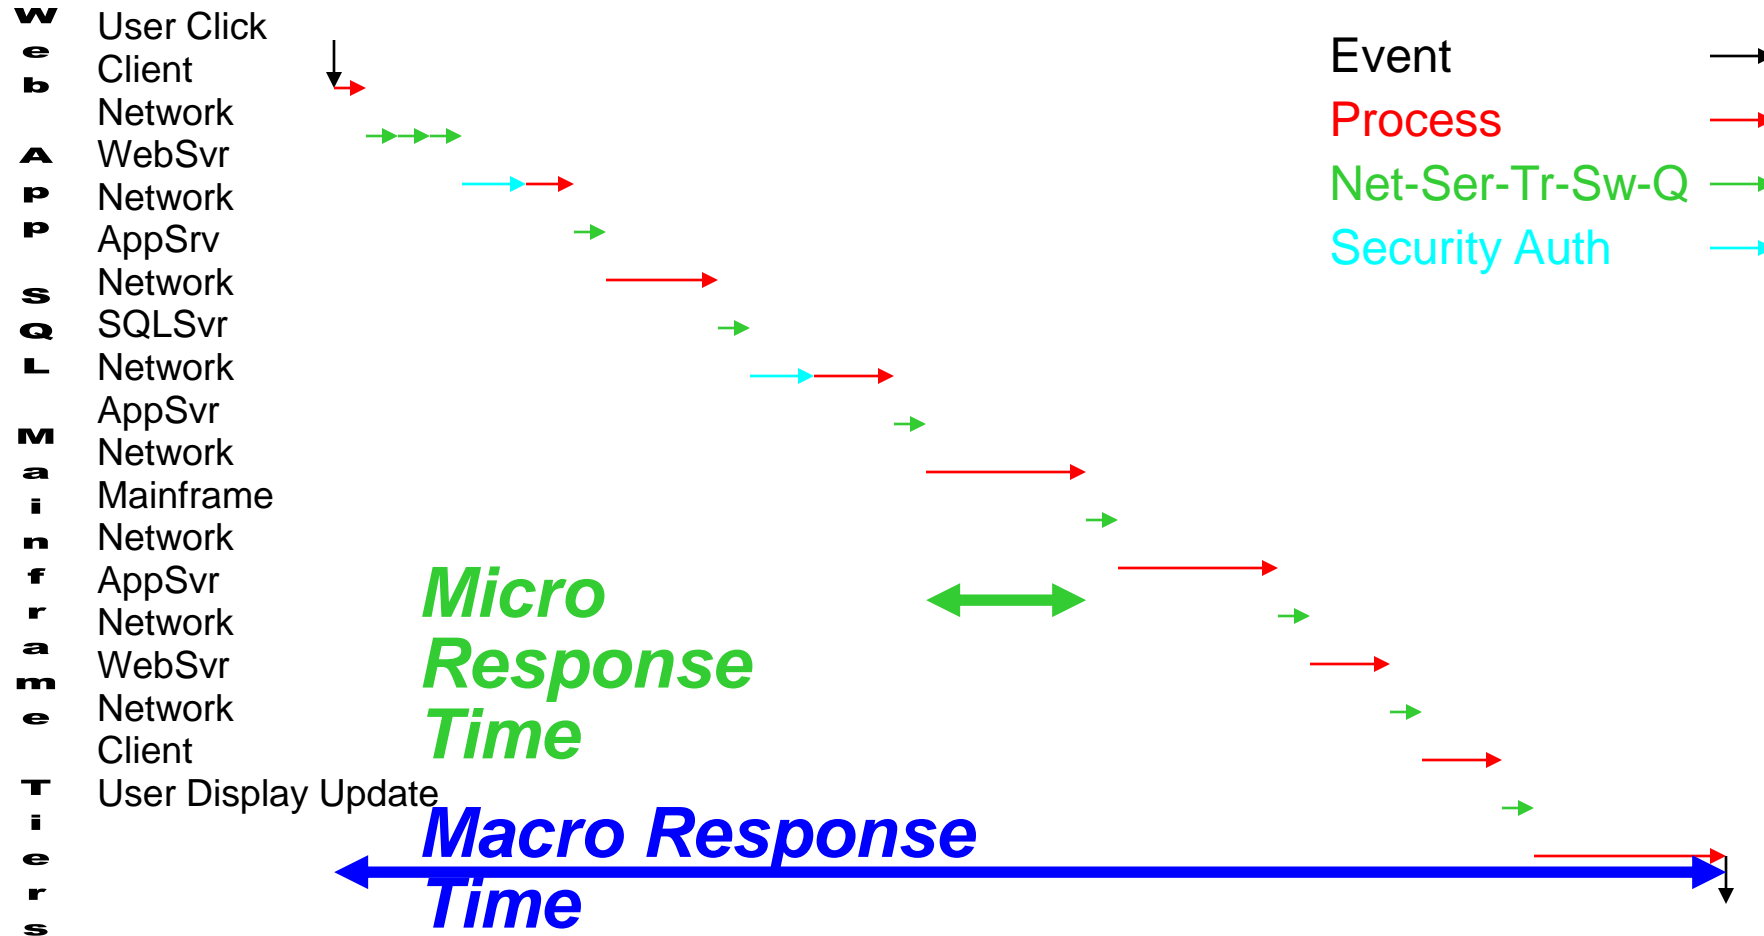 Web App SQL Mainframe Tiers
User Click
Client
Network
WebSvr
Network
AppSrv
Network
SQLSvr
Network
AppSvr
Network
Mainframe
Network
AppSvr
Network
WebSvr
Network
Client
User Display Update
Event
Process
Net-Ser-Tr-Sw-Q
Security Auth
Micro
Response
Time
Macro Response
Time